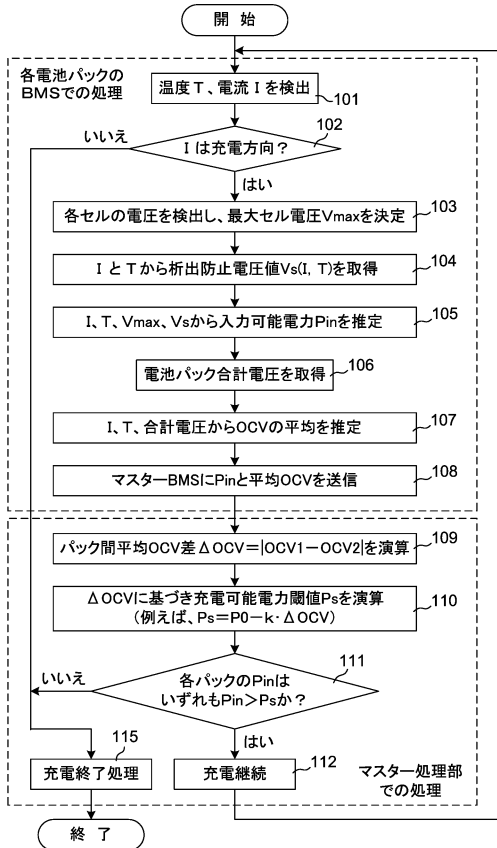 開 始
各電池パックの
BMSでの処理
温度T、電流Iを検出
101
102
Iは充電方向?
いいえ
はい
各セルの電圧を検出し、最大セル電圧Vmaxを決定
103
IとTから析出防止電圧値Vs(I, T)を取得
104
I、T、Vmax、Vsから入力可能電力Pinを推定
105
電池パック合計電圧を取得
106
I、T、合計電圧からOCVの平均を推定
107
マスターBMSにPinと平均OCVを送信
108
パック間平均OCV差ΔOCV=|OCV1-OCV2|を演算
109
ΔOCVに基づき充電可能電力閾値Psを演算
(例えば、Ps=P0-k・ΔOCV)
110
各パックのPinは
いずれもPin>Psか?
111
いいえ
はい
115
充電終了処理
充電継続
112
マスター処理部
での処理
終 了